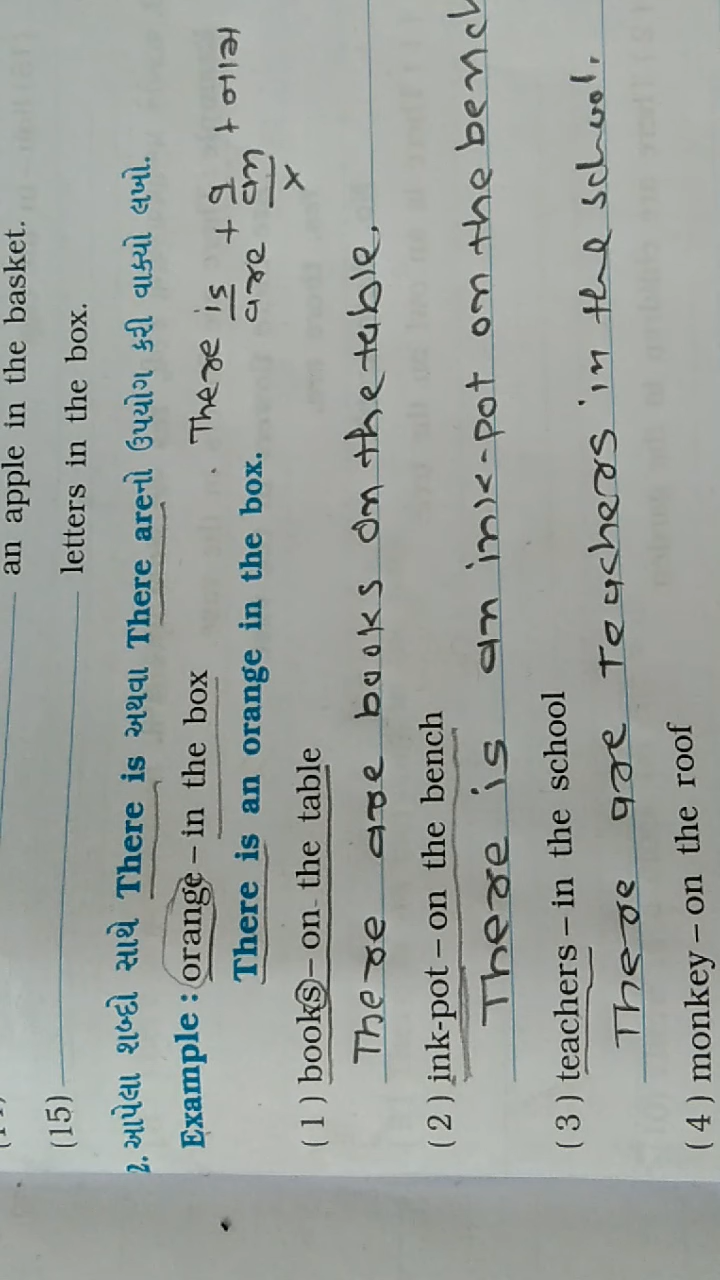 an apple in the basket.
(15) letters in the box.
2. આપેલા શબ્દો સાથે There is અથવા There areનો ઉપયોગ કરી વાક્યો લખો.
Example : orange – in the box . There is + a + નામ
are an
x
There is an orange in the box.
( 1 ) books – on the table
There are books on the table.
( 2 ) ink-pot – on the bench
There is an ink-pot on the bench
( 3 ) teachers – in the school
There are teachers in the school.
( 4 ) monkey – on the roof